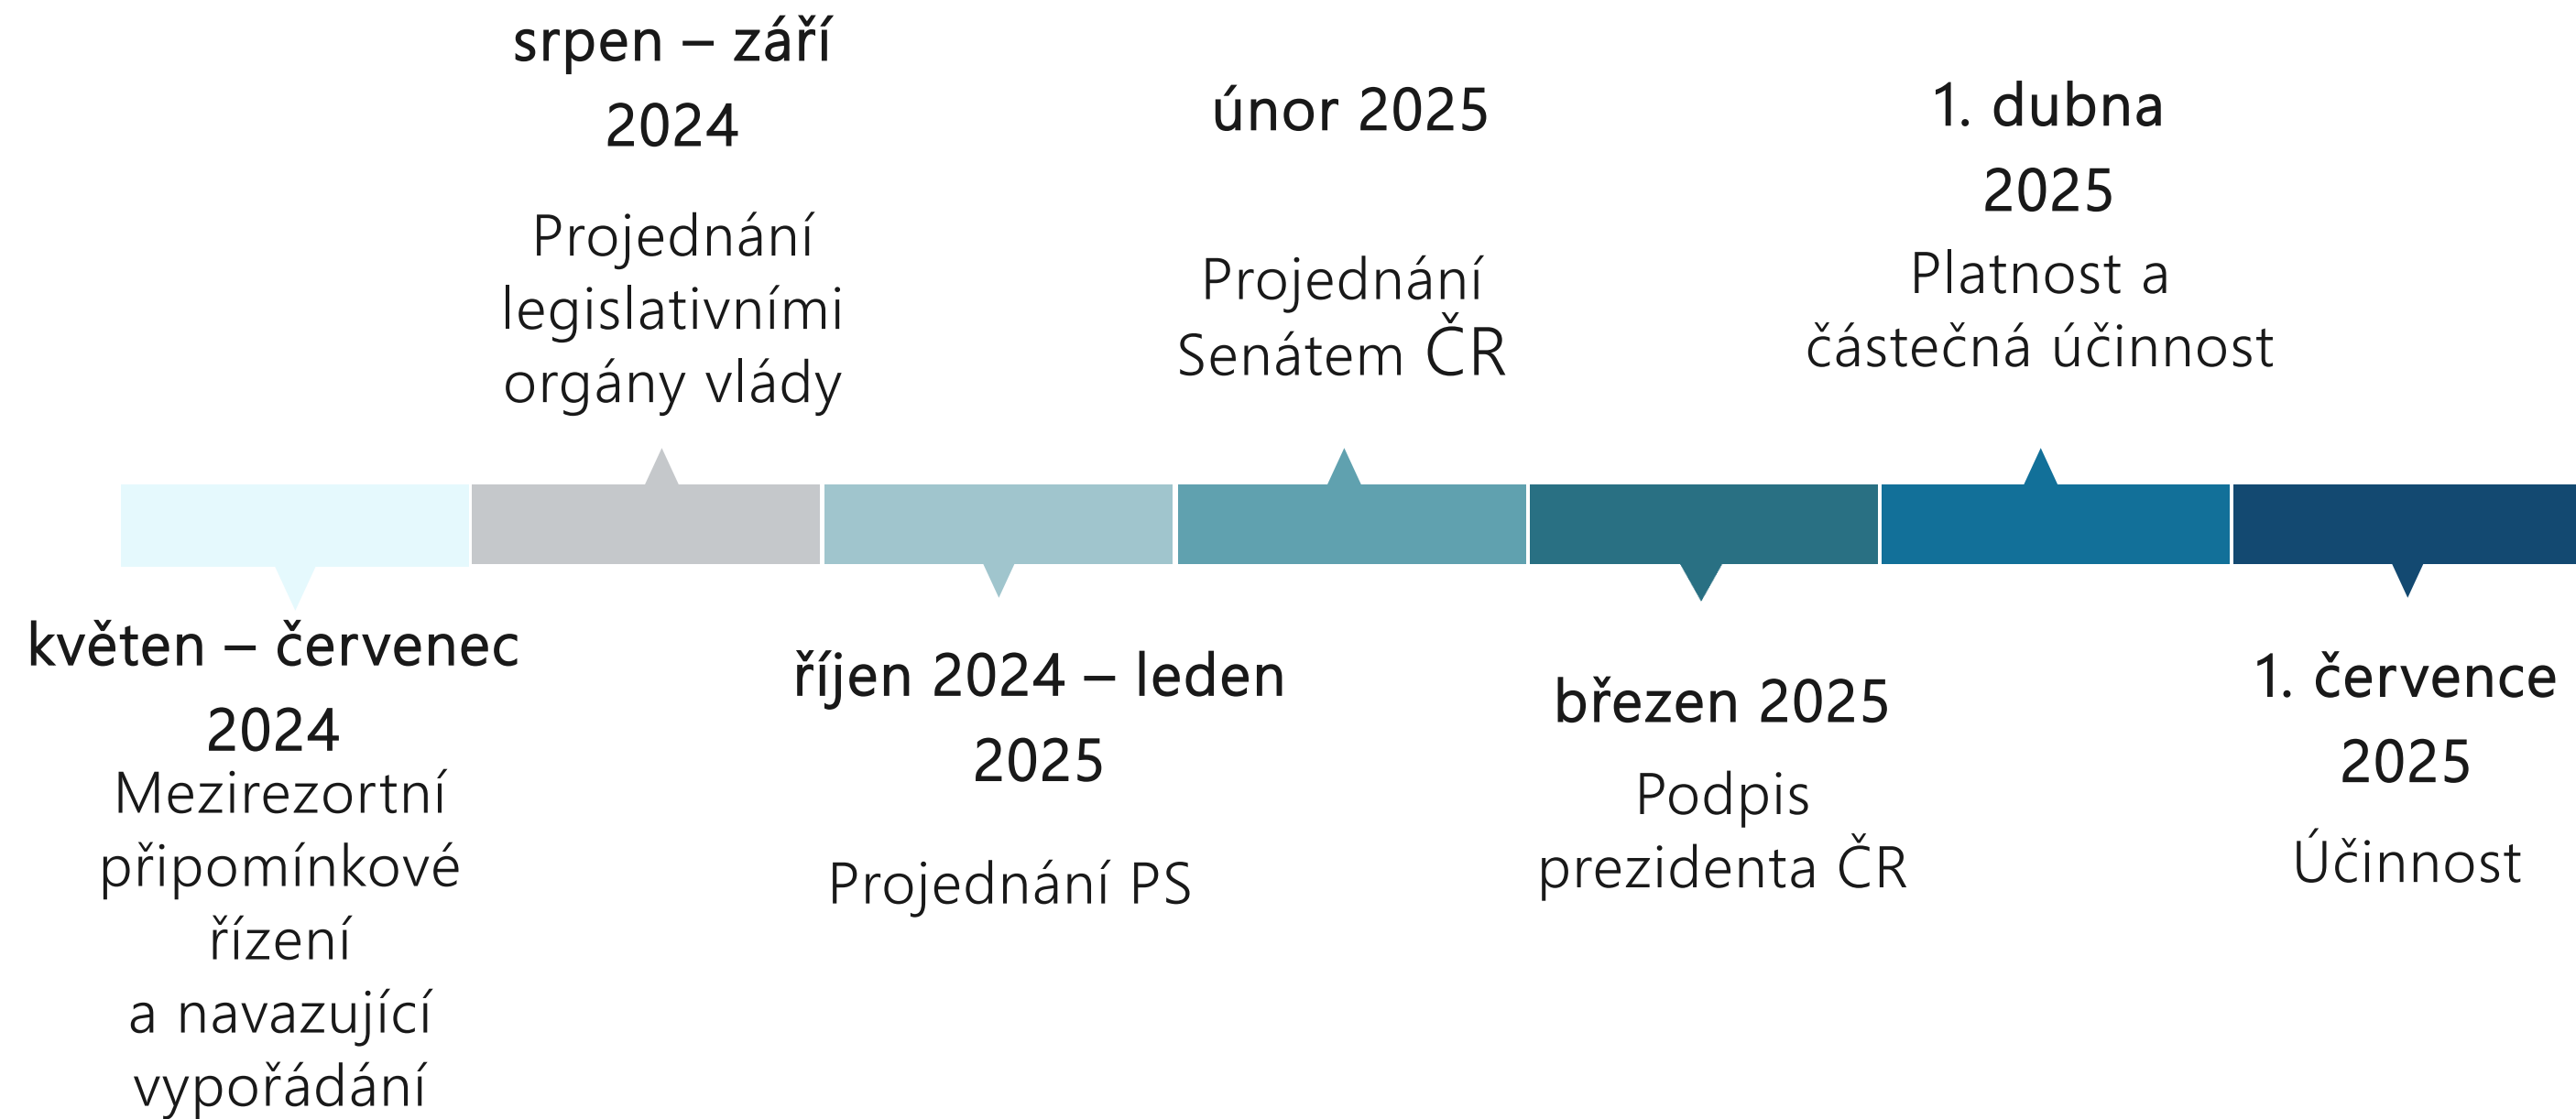 srpen – září
2024
Projednání
legislativními
orgány vlády
únor 2025
Projednání
Senátem ČR
1. dubna
2025
Platnost a
částečná účinnost
květen – červenec
2024
Mezirezortní
připomínkové
řízení
a navazující
vypořádání
říjen 2024 – leden
2025
Projednání PS
březen 2025
Podpis
prezidenta ČR
1. července
2025
Účinnost